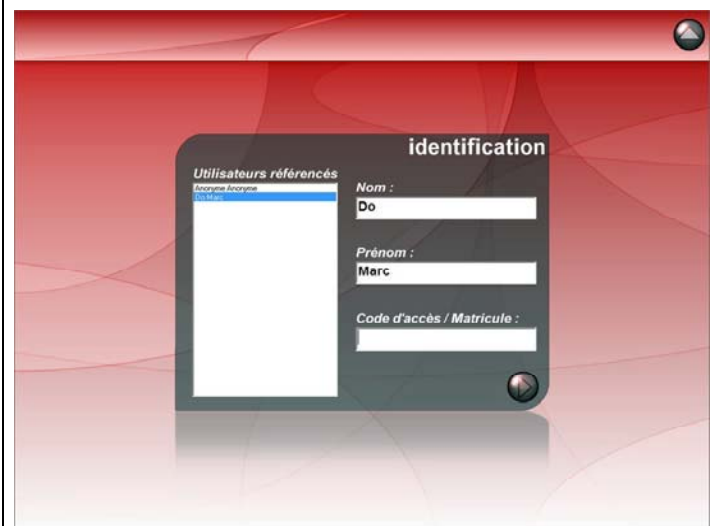 identification
Utilisateurs référencés
Anonyme Anonyme
Do Marc
Nom :
Do
Prénom :
Marc
Code d'accès / Matricule :